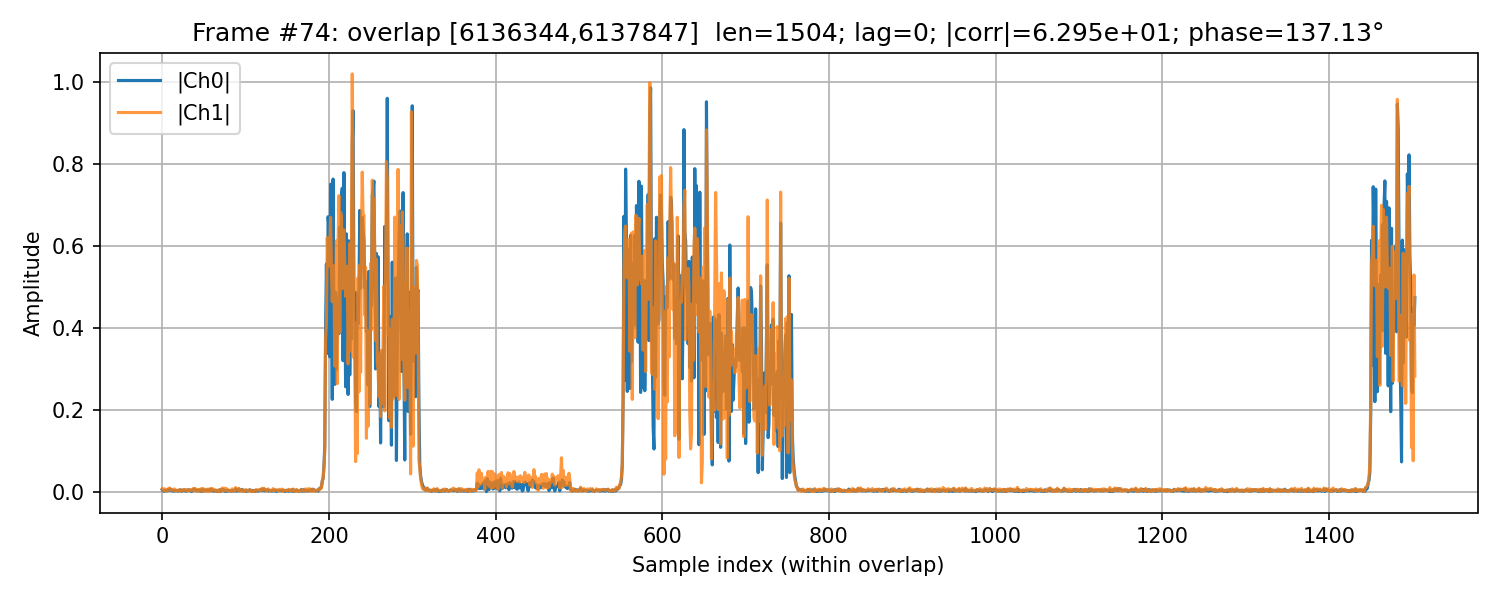 Frame #74: overlap [6136344,6137847]  len=1504; lag=0; |corr|=6.295e+01; phase=137.13°
|Ch0|
|Ch1|
1.0
0.8
0.6
0.4
0.2
0.0
Amplitude
0 200 400 600 800 1000 1200 1400
Sample index (within overlap)